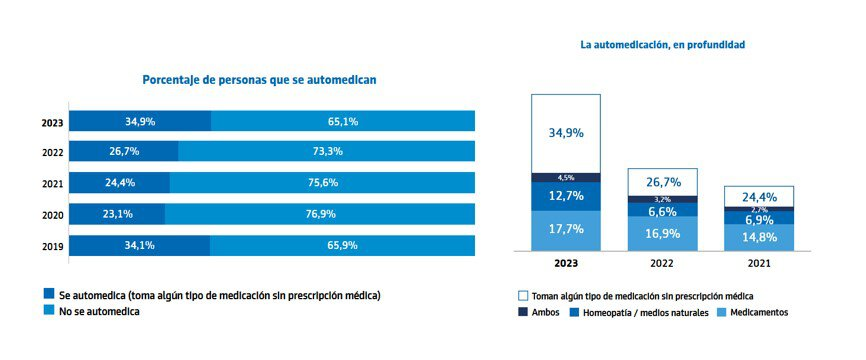 Porcentaje de personas que se automedican
2023 34,9% 65,1%
2022 26,7% 73,3%
2021 24,4% 75,6%
2020 23,1% 76,9%
2019 34,1% 65,9%
Se automedica (toma algún tipo de medicación sin prescripción médica)
No se automedica
La automedicación, en profundidad
34,9%
4,5%
12,7%
17,7%
26,7%
3,2%
6,6%
16,9%
24,4%
2,7%
6,9%
14,8%
2023 2022 2021
Toman algún tipo de medicación sin prescripción médica
Ambos Homeopatía / medios naturales Medicamentos